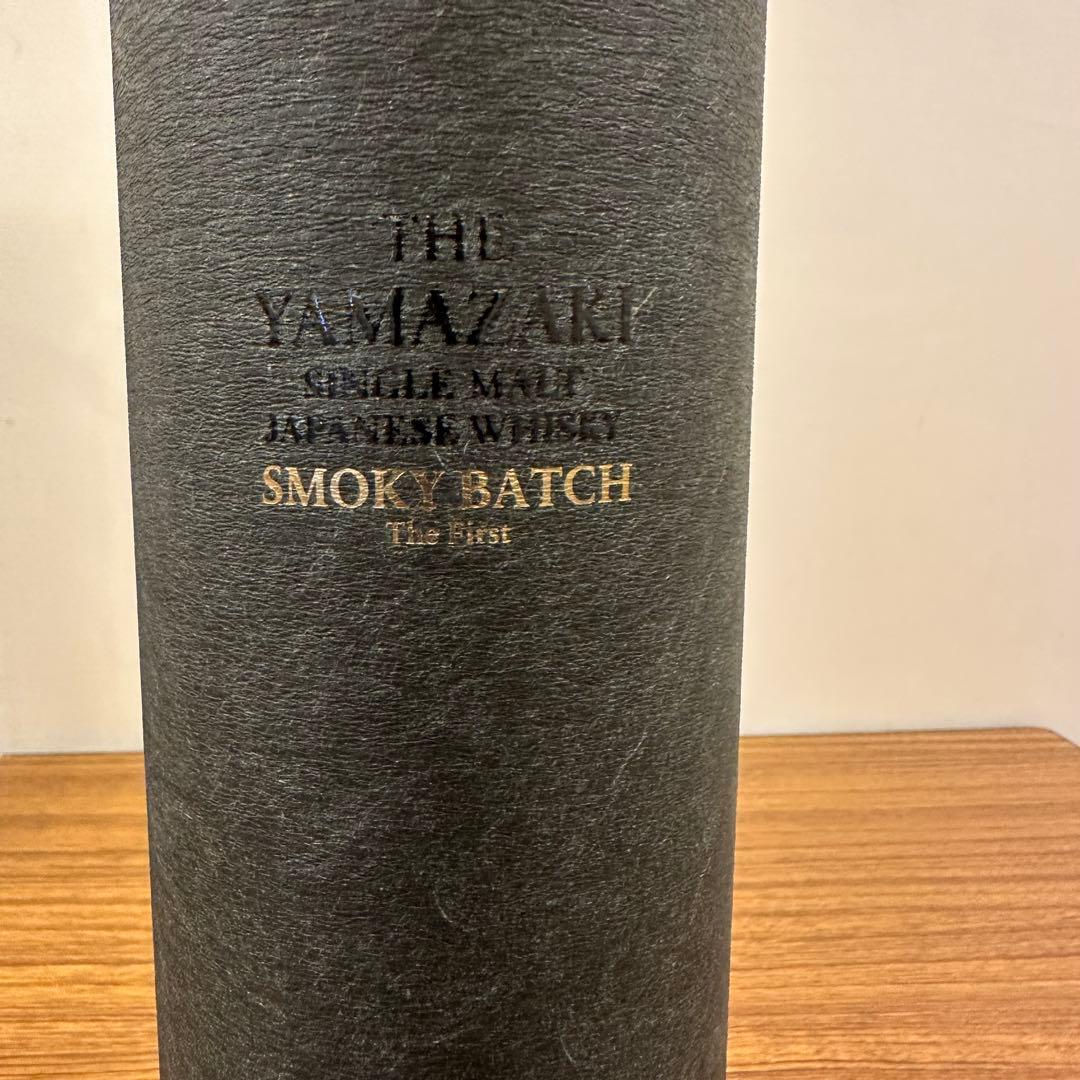 THE
YAMAZAKI
SINGLE MALT
JAPANESE WHISKY
SMOKY BATCH
The First